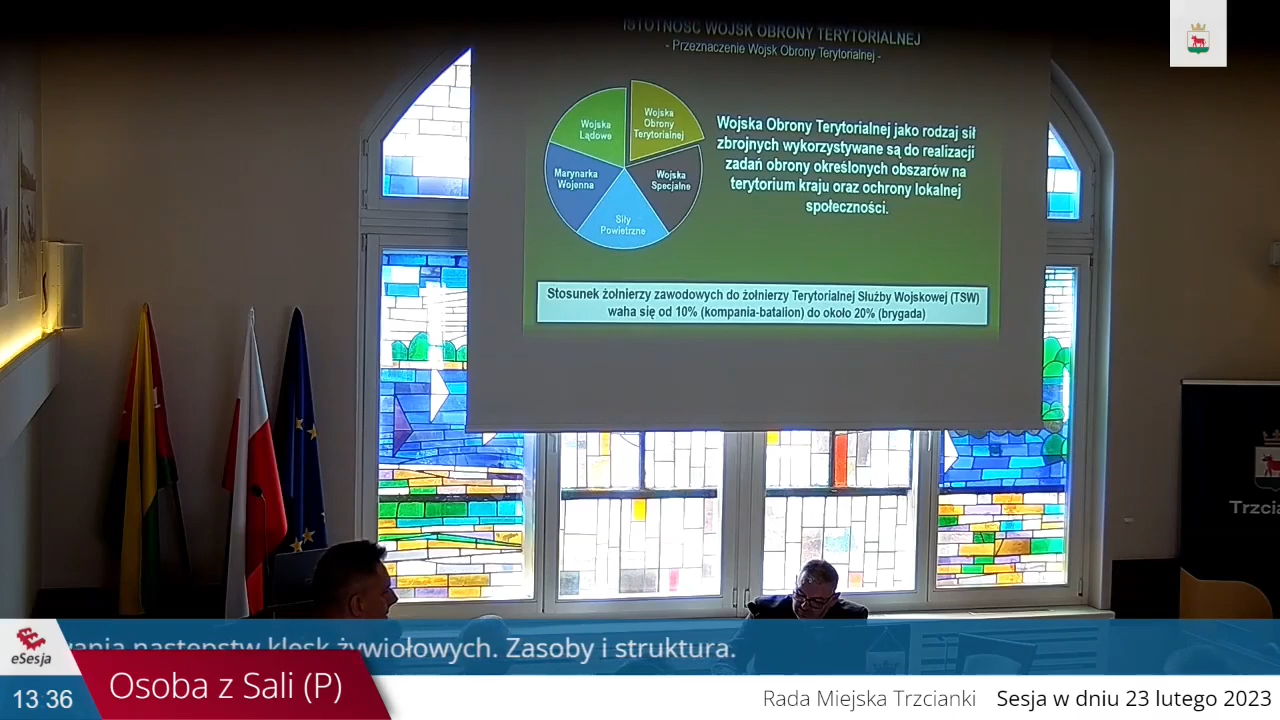 ISTOTNOŚĆ WOJSK OBRONY TERYTORIALNEJ
- Przeznaczenie Wojsk Obrony Terytorialnej -
Wojska
Lądowe
Wojska
Obrony
Terytorialnej
Marynarka
Wojenna
Wojska
Specjalne
Siły
Powietrzne
Wojska Obrony Terytorialnej jako rodzaj sił
zbrojnych wykorzystywane są do realizacji
zadań obrony określonych obszarów na
terytorium kraju oraz ochrony lokalnej
społeczności.
Stosunek żołnierzy zawodowych do żołnierzy Terytorialnej Służby Wojskowej (TSW)
waha się od 10% (kompania-batalion) do około 20% (brygada)
następstw klęsk żywiołowych. Zasoby i struktura.
eSesja
13 36
Osoba z Sali (P)
Rada Miejska Trzcianki Sesja w dniu 23 lutego 2023